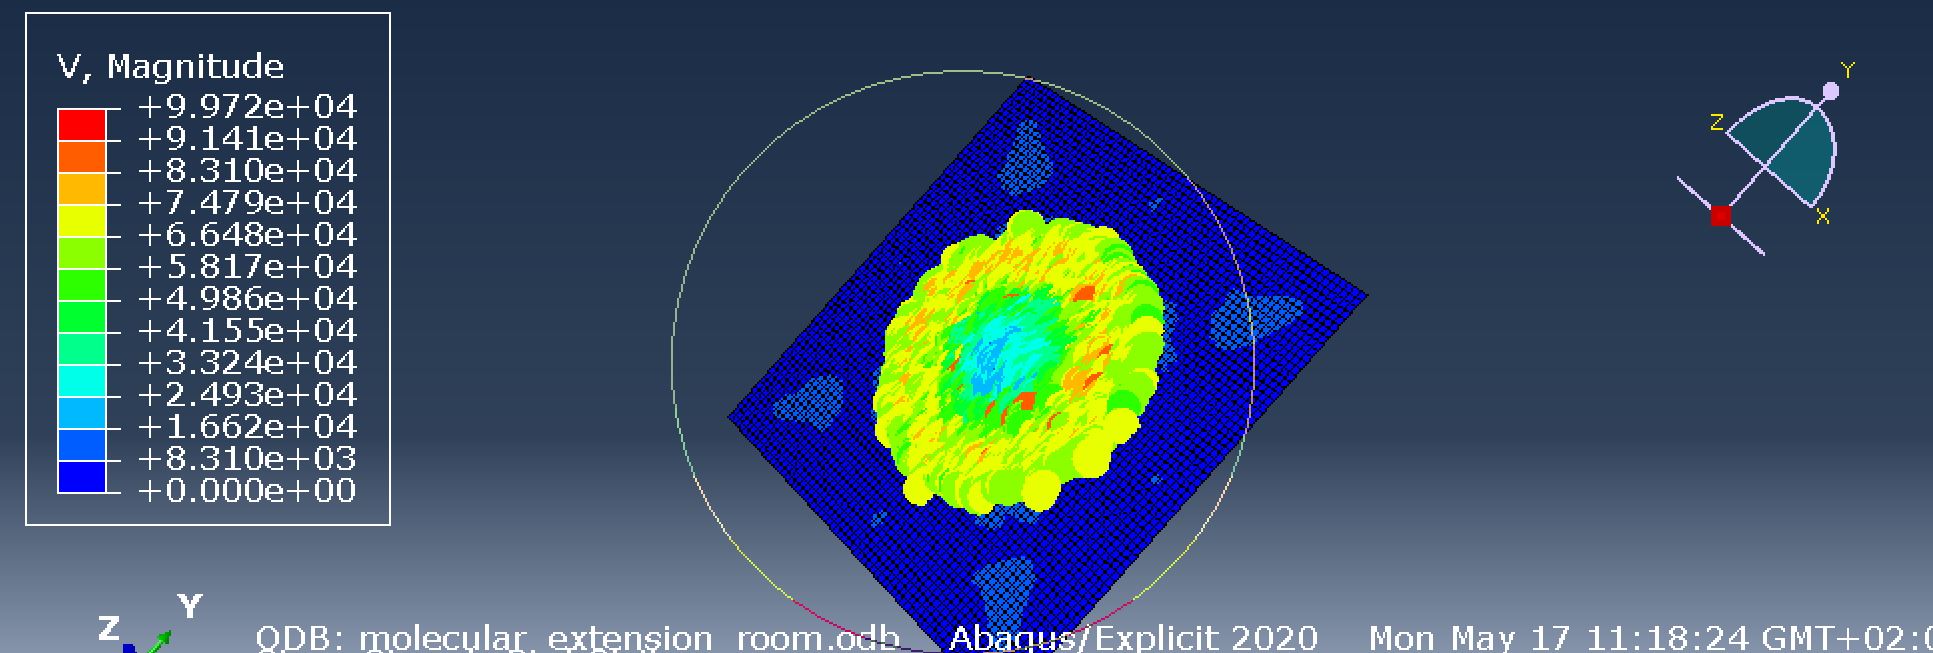 V, Magnitude
+9.972e+04
+9.141e+04
+8.310e+04
+7.479e+04
+6.648e+04
+5.817e+04
+4.986e+04
+4.155e+04
+3.324e+04
+2.493e+04
+1.662e+04
+8.310e+03
+0.000e+00
Y
Z
X
Y
Z
ODB: molecular_extension_room.odb Abaqus/Explicit 2020 Mon May 17 11:18:24 GMT+02:0